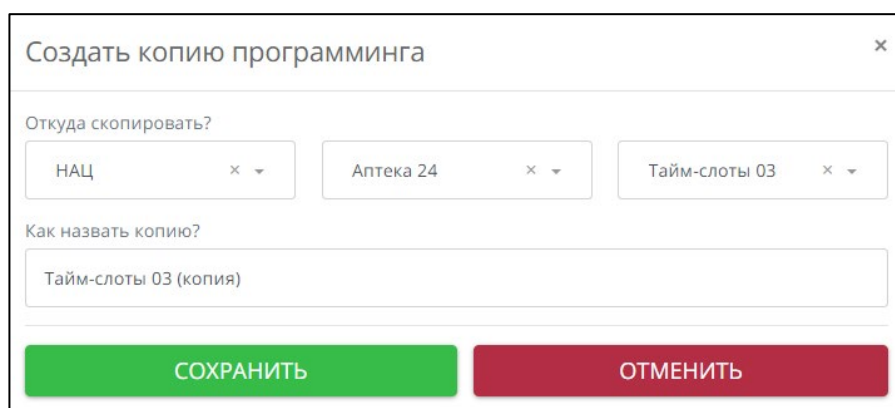 Создать копию программинга ×
Откуда скопировать?
НАЦ × Аптека 24 × Тайм-слоты 03 ×
Как назвать копию?
Тайм-слоты 03 (копия)
СОХРАНИТЬ ОТМЕНИТЬ